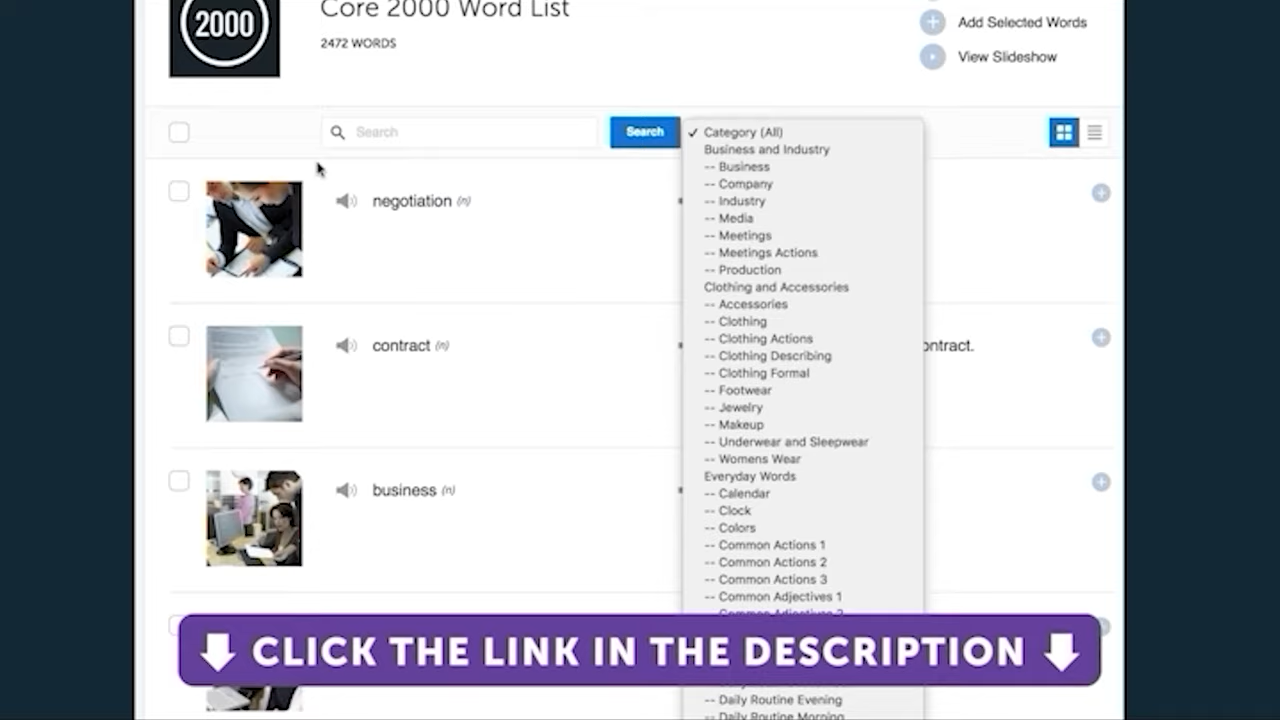 2000
Core 2000 Word List
2472 WORDS
Add Selected Words
View Slideshow
Search
Search
✓ Category (All)
Business and Industry
-- Business
-- Company
-- Industry
-- Media
-- Meetings
-- Meetings Actions
-- Production
Clothing and Accessories
-- Accessories
-- Clothing
-- Clothing Actions
-- Clothing Describing
-- Clothing Formal
-- Footwear
-- Jewelry
-- Makeup
-- Underwear and Sleepwear
-- Womens Wear
Everyday Words
-- Calendar
-- Clock
-- Colors
-- Common Actions 1
-- Common Actions 2
-- Common Actions 3
-- Common Adjectives 1
-- Common Adjectives 2
-- Daily Routine Evening
-- Daily Routine Morning
negotiation (n)
contract (n)
ontract.
business (n)
CLICK THE LINK IN THE DESCRIPTION